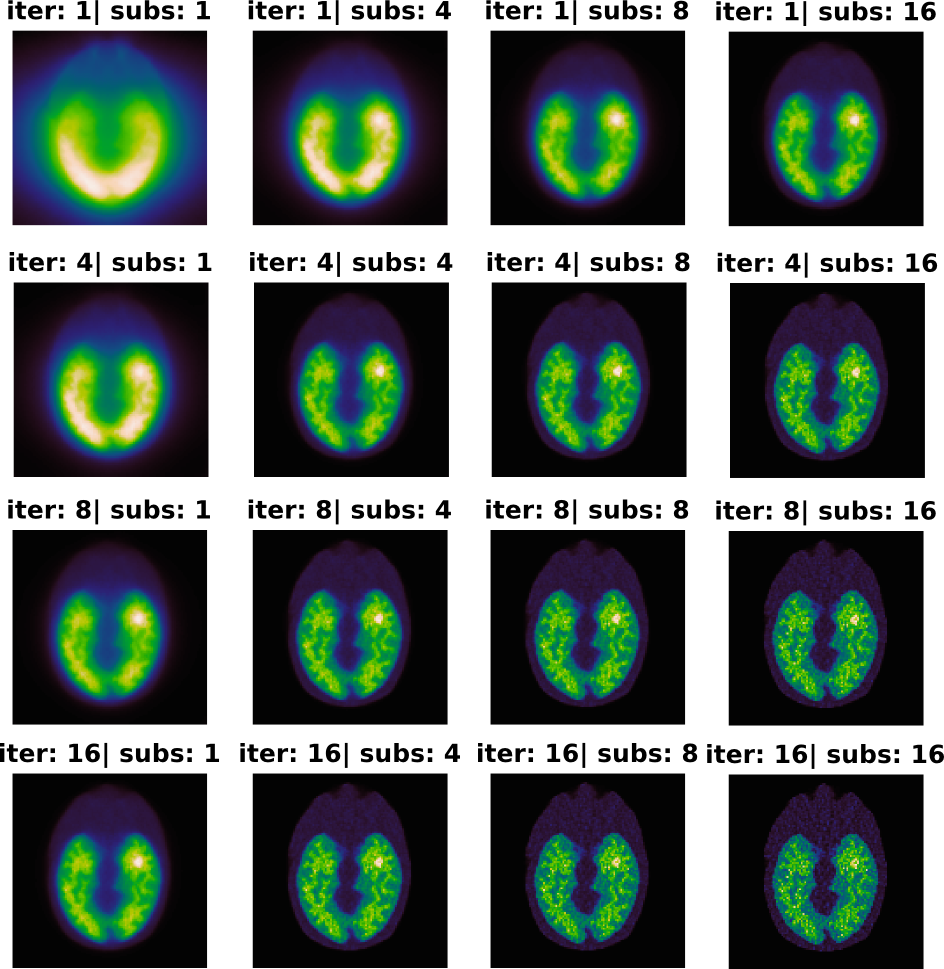 iter: 1| subs: 1
iter: 1| subs: 4
iter: 1| subs: 8
iter: 1| subs: 16
iter: 4| subs: 1
iter: 4| subs: 4
iter: 4| subs: 8
iter: 4| subs: 16
iter: 8| subs: 1
iter: 8| subs: 4
iter: 8| subs: 8
iter: 8| subs: 16
iter: 16| subs: 1
iter: 16| subs: 4
iter: 16| subs: 8
iter: 16| subs: 16